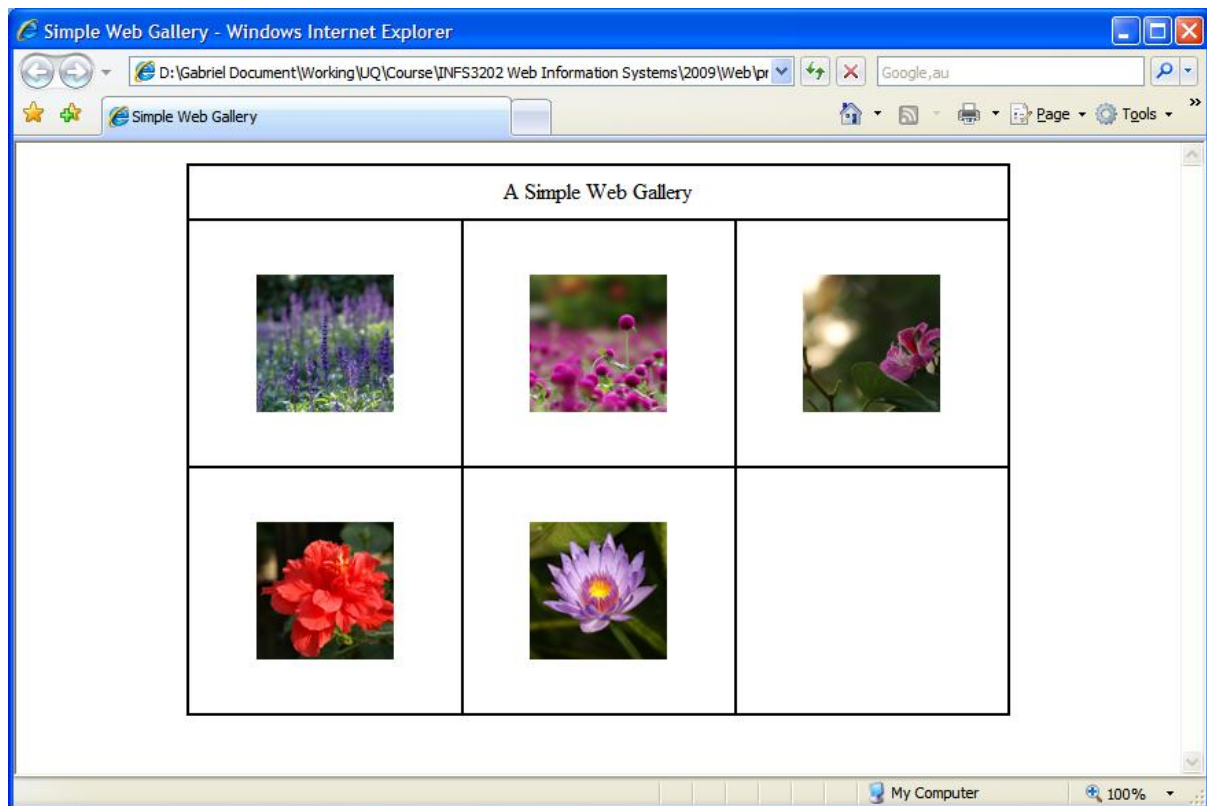 Simple Web Gallery - Windows Internet Explorer
D:\Gabriel Document\Working\UQ\Course\INFS3202 Web Information Systems\2009\Web\pr
Google,au
Simple Web Gallery
Page
Tools
»
A Simple Web Gallery
My Computer
100%